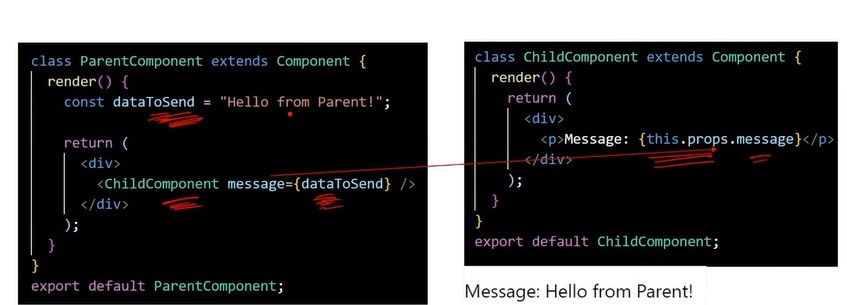 class ParentComponent extends Component {
render() {
const dataToSend = "Hello from Parent!";
return (
<div>
<ChildComponent message={dataToSend} />
</div>
);
}
}
export default ParentComponent;
class ChildComponent extends Component {
render() {
return (
<div>
<p>Message: {this.props.message}</p>
</div>
);
}
}
export default ChildComponent;
Message: Hello from Parent!